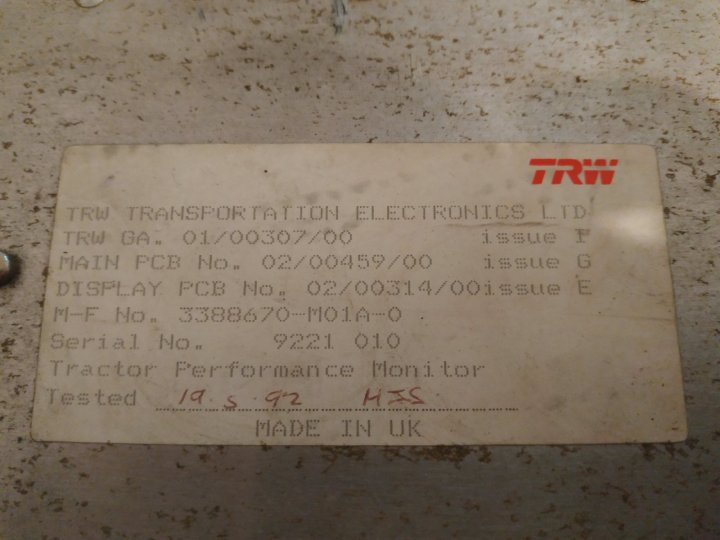 TRW
TRW TRANSPORTATION ELECTRONICS LTD
TRW GA. 01/00307/00 issue F
MAIN PCB No. 02/00459/00 issue G
DISPLAY PCB No. 02/00314/00issue E
M-F No. 3388670-M01A-0
Serial No. 9221 010
Tractor Performance Monitor
Tested 19.5.92
MADE IN UK